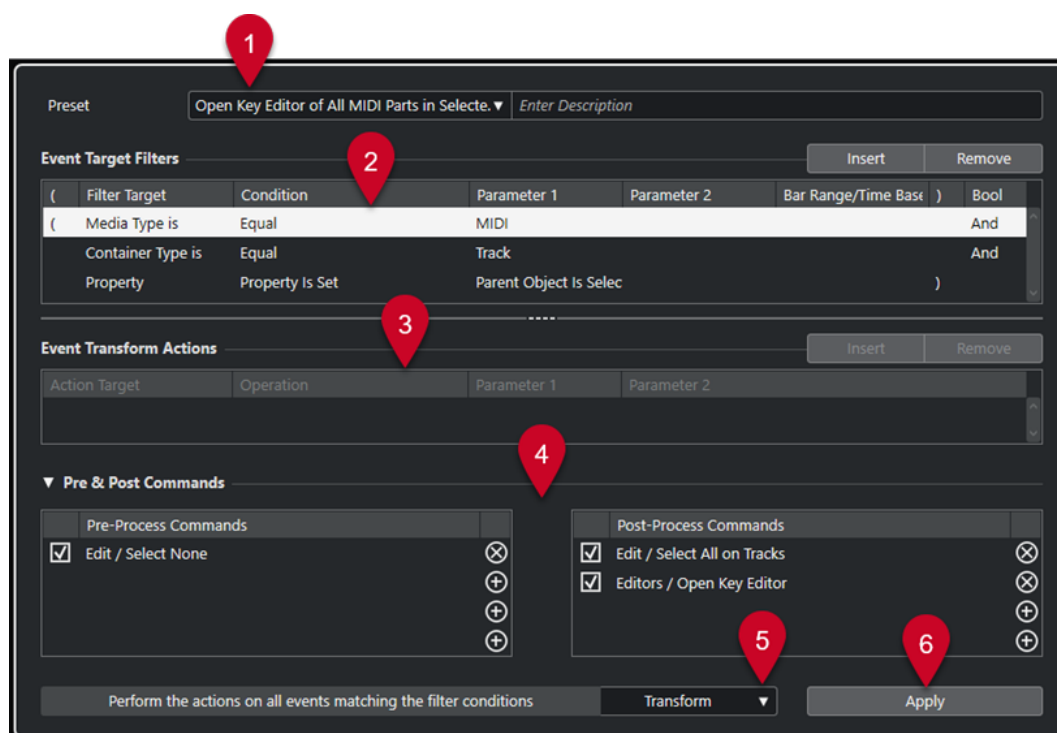 1
Preset Open Key Editor of All MIDI Parts in Selecte. ▼ Enter Description
2
Event Target Filters Insert Remove
( Filter Target Condition Parameter 1 Parameter 2 Bar Range/Time Base ) Bool
( Media Type is Equal MIDI And
Container Type is Equal Track And
Property Property Is Set Parent Object Is Selec )
3
Event Transform Actions Insert Remove
Action Target Operation Parameter 1 Parameter 2
4
▼ Pre & Post Commands
Pre-Process Commands Post-Process Commands
Edit / Select None Edit / Select All on Tracks
Editors / Open Key Editor
5 6
Perform the actions on all events matching the filter conditions Transform ▼ Apply